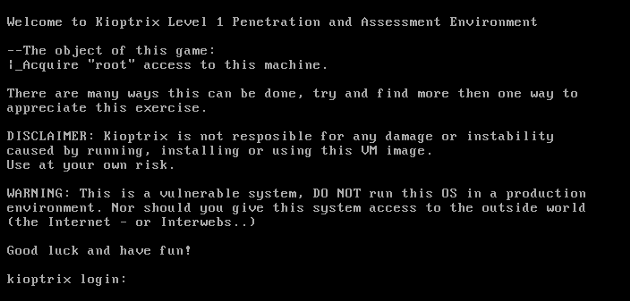 Welcome to Kioptrix Level 1 Penetration and Assessment Environment
--The object of this game:
|_Acquire "root" access to this machine.
There are many ways this can be done, try and find more then one way to
appreciate this exercise.
DISCLAIMER: Kioptrix is not resposible for any damage or instability
caused by running, installing or using this VM image.
Use at your own risk.
WARNING: This is a vulnerable system, DO NOT run this OS in a production
environment. Nor should you give this system access to the outside world
(the Internet - or Interwebs..)
Good luck and have fun!
kioptrix login: